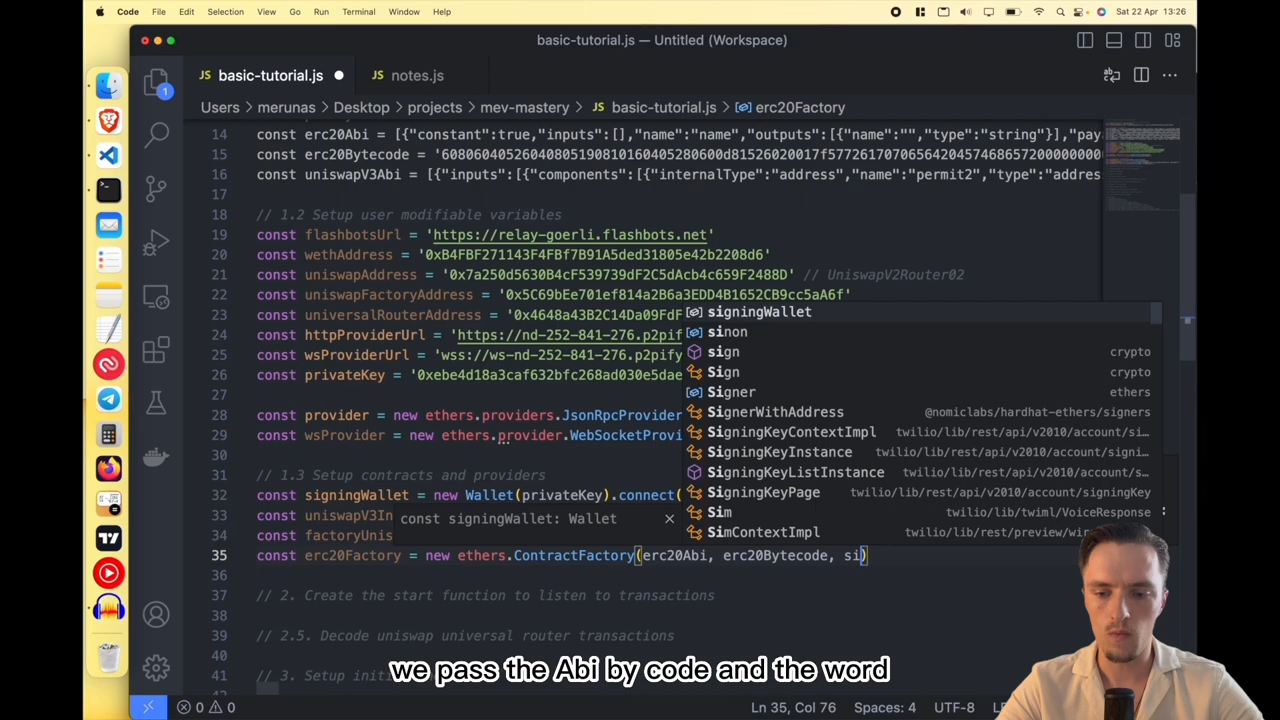 Code File Edit Selection View Go Run Terminal Window Help Sat 22 Apr 13:26
basic-tutorial.js — Untitled (Workspace)
JS basic-tutorial.js JS notes.js
Users > merunas > Desktop > projects > mev-mastery > JS basic-tutorial.js > erc20Factory
14 const erc20Abi = [{"constant":true,"inputs":[],"name":"name","outputs":[{"name":"","type":"string"}],"pay
15 const erc20Bytecode =
16 const uniswapV3Abi = [{"inputs":[{"components":[{"internalType":"address","name":"permit2","type":"address
17
18 // 1.2 Setup user modifiable variables
19 const flashbotsUrl = 'https://relay-goerli.flashbots.net'
20 const wethAddress = '0xB4FBF271143F4FBf7B91A5ded31805e42b2208d6'
21 const uniswapAddress = '0x7a250d5630B4cF539739dF2C5dAcb4c659F2488D' // UniswapV2Router02
22 const uniswapFactoryAddress = '0x5C69bEe701ef814a2B6a3EDD4B1652CB9cc5aA6f'
23 const universalRouterAddress = '0x4648a43B2C14Da09FdF
24 const httpProviderUrl = 'https://nd-252-841-276.p2pif
25 const wsProviderUrl = 'wss://ws-nd-252-841-276.p2pify
26 const privateKey = '0xebe4d18a3caf632bfc268ad030e5dae
27
28 const provider = new ethers.providers.JsonRpcProvider
29 const wsProvider = new ethers.provider.WebSocketProvi
30
31 // 1.3 Setup contracts and providers
32 const signingWallet = new Wallet(privateKey).connect(
33 const uniswapV3In
34 const factoryUnis
35 const erc20Factory = new ethers.ContractFactory(erc20Abi, erc20Bytecode, si)
36
37 // 2. Create the start function to listen to transactions
38
39 // 2.5. Decode uniswap universal router transactions
40
41 // 3. Setup initi
42
const signingWallet: Wallet
signingWallet
sinon
sign crypto
Sign crypto
Signer ethers
SignerWithAddress @nomiclabs/hardhat-ethers/signers
SigningKeyContextImpl twilio/lib/rest/api/v2010/account/si…
SigningKeyInstance twilio/lib/rest/api/v2010/account/signi…
SigningKeyListInstance twilio/lib/rest/api/v2010/account/s…
SigningKeyPage twilio/lib/rest/api/v2010/account/signingKey
Sim twilio/lib/twiml/VoiceResponse
SimContextImpl twilio/lib/rest/preview/wir
we pass the Abi by code and the word
0 0 Ln 35, Col 76 Spaces: 4 UTF-8